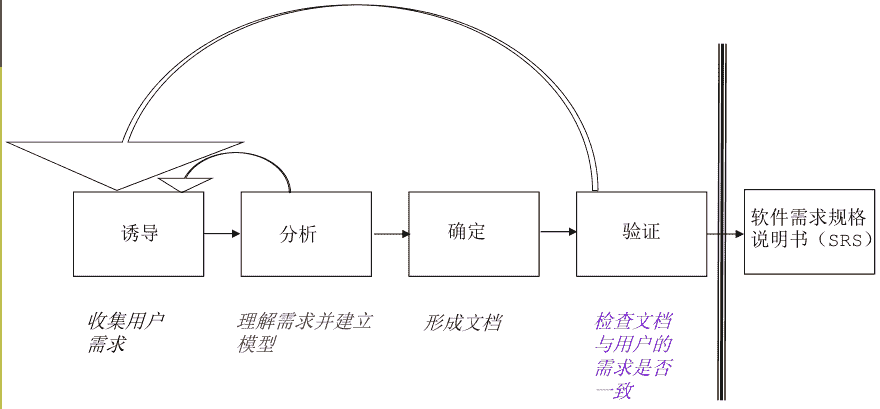 诱导
分析
确定
验证
软件需求规格
说明书（SRS）
收集用户
需求
理解需求并建立
模型
形成文档
检查文档
与用户的
需求是否
一致